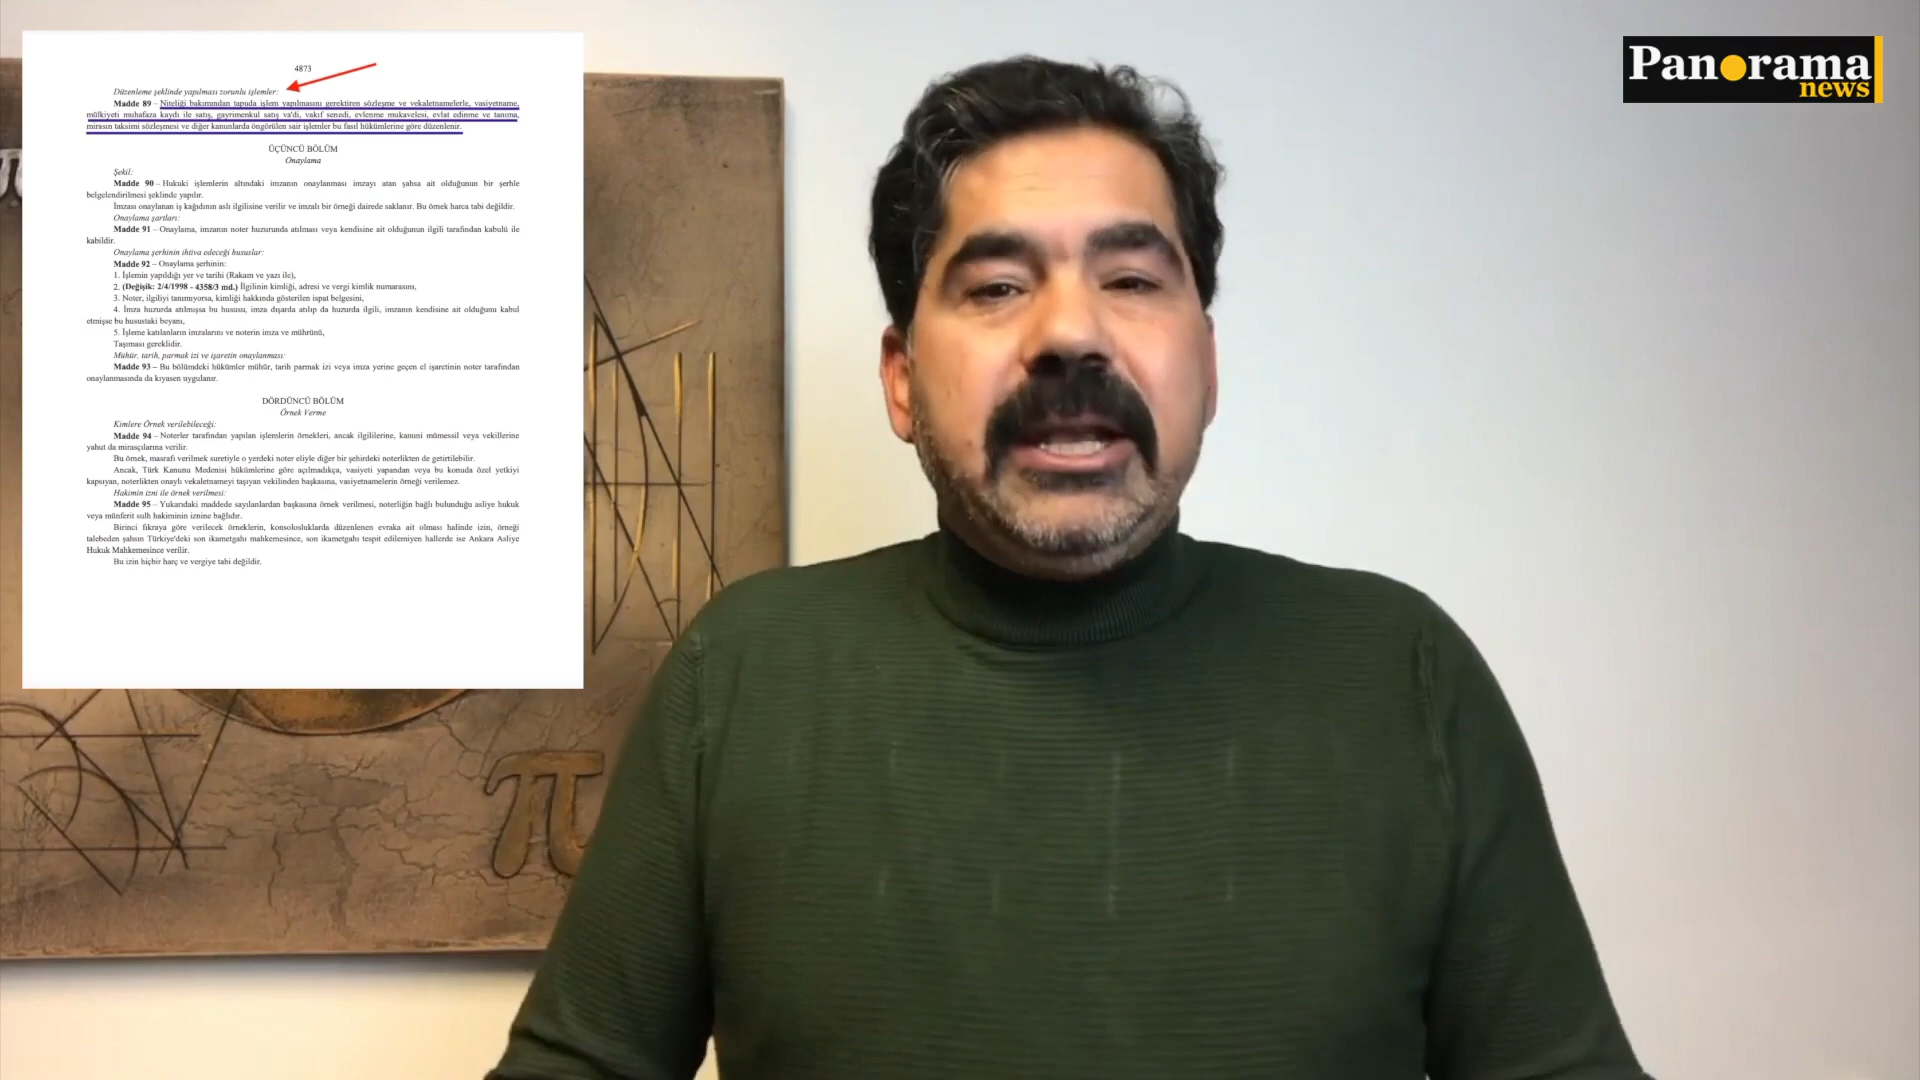 4873
Düzenleme şeklinde yapılması zorunlu işlemler:
Madde 89 – Niteliği bakımından tapuda işlem yapılmasını gerektiren sözleşme ve vekaletnamelerle, vasiyetname,
mülkiyeti muhafaza kaydı ile satış, gayrimenkul satış va'di, vakıf senedi, evlenme mukavelesi, evlat edinme ve tanıma,
mirasın taksimi sözleşmesi ve diğer kanunlarda öngörülen sair işlemler bu fasıl hükümlerine göre düzenlenir.
ÜÇÜNCÜ BÖLÜM
Onaylama
Şekil:
Madde 90 – Hukuki işlemlerin altındaki imzanın onaylanması imzayı atan şahsa ait olduğunun bir şerhle
belgelendirilmesi şeklinde yapılır.
İmzası onaylanan iş kağıdının aslı ilgilisine verilir ve imzalı bir örneği dairede saklanır. Bu örnek harca tabi değildir.
Onaylama şartları:
Madde 91 – Onaylama, imzanın noter huzurunda atılması veya kendisine ait olduğunun ilgili tarafından kabulü ile
kabildir.
Onaylama şerhinin ihtiva edeceği hususlar:
Madde 92 – Onaylama şerhinin:
1. İşlemin yapıldığı yer ve tarihi (Rakam ve yazı ile),
2. (Değişik: 2/4/1998 - 4358/3 md.) İlgilinin kimliği, adresi ve vergi kimlik numarasını,
3. Noter, ilgiliyi tanımıyorsa, kimliği hakkında gösterilen ispat belgesini,
4. İmza huzurda atılmışsa bu hususu, imza dışarda atılıp da huzurda ilgili, imzanın kendisine ait olduğunu kabul
etmişse bu husustaki beyanı,
5. İşleme katılanların imzalarını ve noterin imza ve mührünü,
Taşıması gereklidir.
Mühür, tarih, parmak izi ve işaretin onaylanması:
Madde 93 – Bu bölümdeki hükümler mühür, tarih parmak izi veya imza yerine geçen el işaretinin noter tarafından
onaylanmasında da kıyasen uygulanır.
DÖRDÜNCÜ BÖLÜM
Örnek Verme
Kimlere Örnek verilebileceği:
Madde 94 – Noterler tarafından yapılan işlemlerin örnekleri, ancak ilgililerine, kanuni mümessil veya vekillerine
yahut da mirasçılarına verilir.
Bu örnek, masrafı verilmek suretiyle o yerdeki noter eliyle diğer bir şehirdeki noterlikten de getirtilebilir.
Ancak, Türk Kanunu Medenisi hükümlerine göre açılmadıkça, vasiyeti yapandan veya bu konuda özel yetkiyi
kapsıyan, noterlikten onaylı vekaletnameyi taşıyan vekilinden başkasına, vasiyetnamelerin örneği verilemez.
Hakimin izni ile örnek verilmesi:
Madde 95 – Yukarıdaki maddede sayılanlardan başkasına örnek verilmesi, noterliğin bağlı bulunduğu asliye hukuk
veya münferit sulh hakiminin iznine bağlıdır.
Birinci fıkraya göre verilecek örneklerin, konsolosluklarda düzenlenen evraka ait olması halinde izin, örneği
talebeden şahsın Türkiye'deki son ikametgahı mahkemesince, son ikametgahı tespit edilemiyen hallerde ise Ankara Asliye
Hukuk Mahkemesince verilir.
Bu izin hiçbir harç ve vergiye tabi değildir.
π
Panorama
news